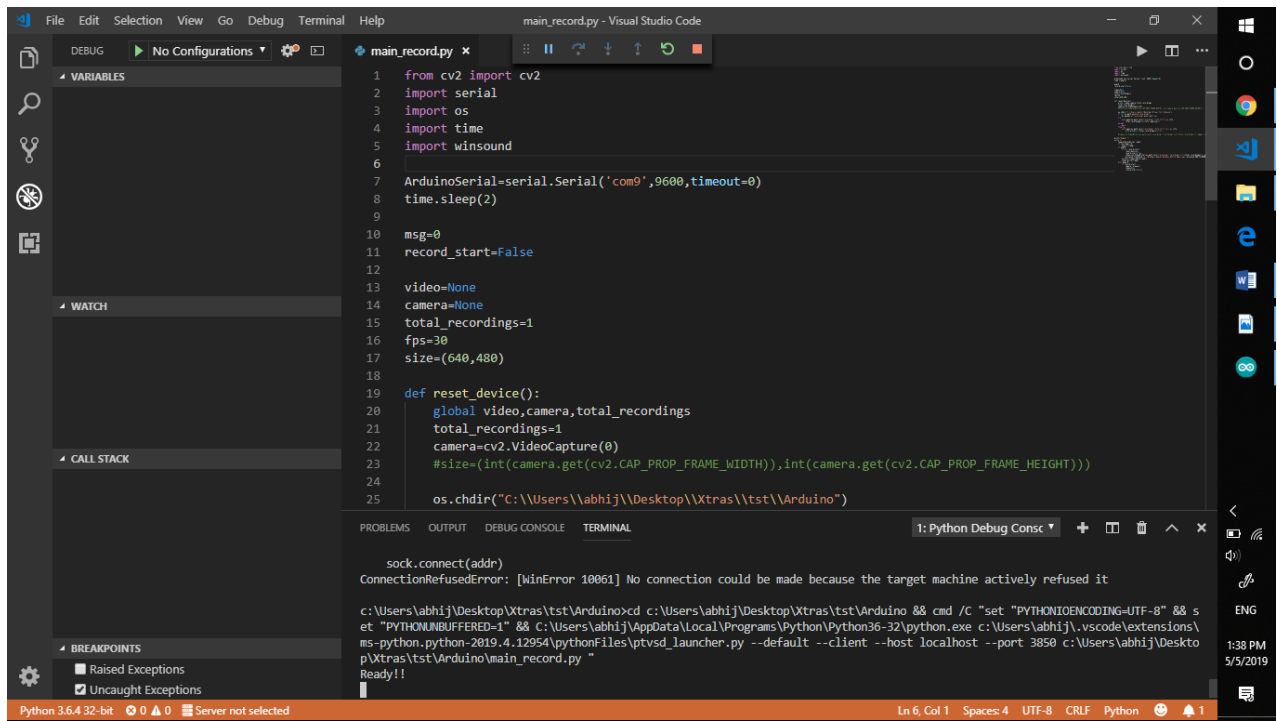 File Edit Selection View Go Debug Terminal Help main_record.py - Visual Studio Code
DEBUG No Configurations
main_record.py
VARIABLES
WATCH
CALL STACK
BREAKPOINTS
Raised Exceptions
Uncaught Exceptions
1 from cv2 import cv2
2 import serial
3 import os
4 import time
5 import winsound
6
7 ArduinoSerial=serial.Serial('com9',9600,timeout=0)
8 time.sleep(2)
9
10 msg=0
11 record_start=False
12
13 video=None
14 camera=None
15 total_recordings=1
16 fps=30
17 size=(640,480)
18
19 def reset_device():
20 global video,camera,total_recordings
21 total_recordings=1
22 camera=cv2.VideoCapture(0)
23 #size=(int(camera.get(cv2.CAP_PROP_FRAME_WIDTH)),int(camera.get(cv2.CAP_PROP_FRAME_HEIGHT)))
24
25 os.chdir("C:\\Users\\abhij\\Desktop\\Xtras\\tst\\Arduino")
PROBLEMS OUTPUT DEBUG CONSOLE TERMINAL 1: Python Debug Consc
sock.connect(addr)
ConnectionRefusedError: [WinError 10061] No connection could be made because the target machine actively refused it
c:\Users\abhij\Desktop\Xtras\tst\Arduino>cd c:\Users\abhij\Desktop\Xtras\tst\Arduino && cmd /C "set "PYTHONIOENCODING=UTF-8" && s
et "PYTHONUNBUFFERED=1" && C:\Users\abhij\AppData\Local\Programs\Python\Python36-32\python.exe c:\Users\abhij\.vscode\extensions\
ms-python.python-2019.4.12954\pythonFiles\ptvsd_launcher.py --default --client --host localhost --port 3850 c:\Users\abhij\Deskto
p\Xtras\tst\Arduino\main_record.py "
Ready!!
Python 3.6.4 32-bit 0 0 Server not selected Ln 6, Col 1 Spaces: 4 UTF-8 CRLF Python 1
ENG
1:38 PM
5/5/2019